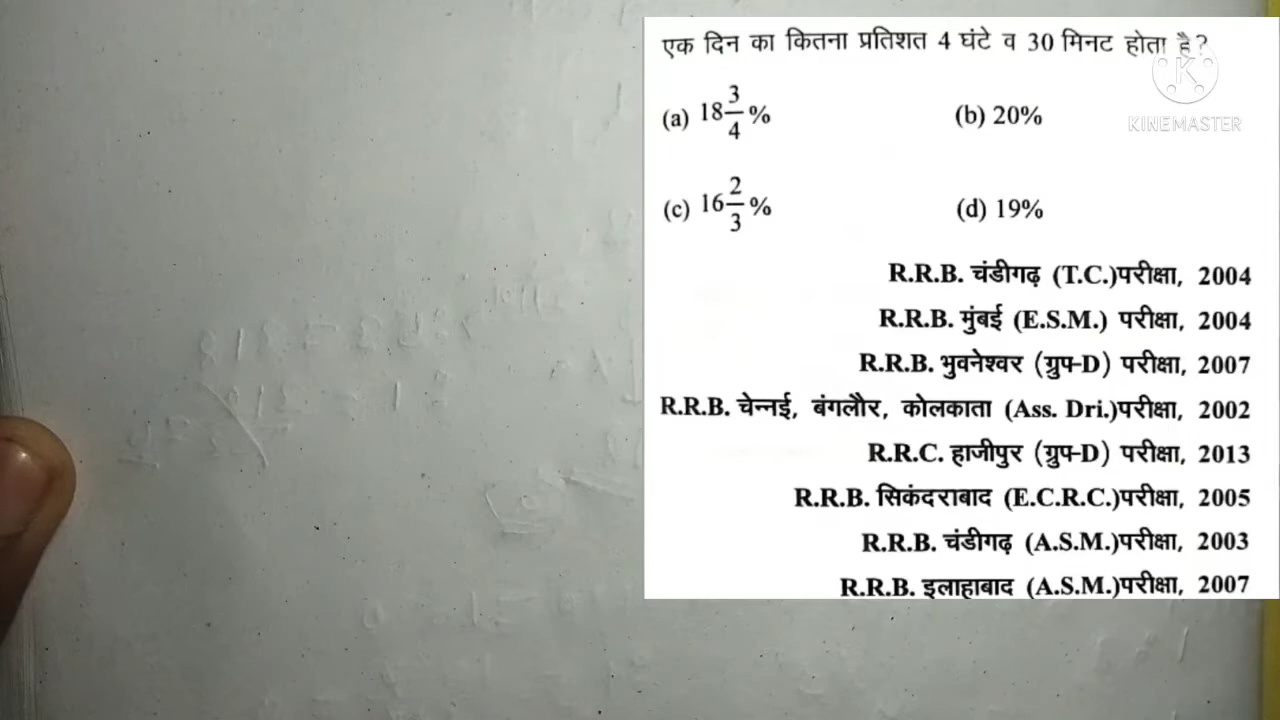 एक दिन का कितना प्रतिशत 4 घंटे व 30 मिनट होता है?
(a) 18 3/4 % (b) 20%
(c) 16 2/3 % (d) 19%
R.R.B. चंडीगढ़ (T.C.)परीक्षा, 2004
R.R.B. मुंबई (E.S.M.) परीक्षा, 2004
R.R.B. भुवनेश्वर (ग्रुप-D) परीक्षा, 2007
R.R.B. चेन्नई, बंगलौर, कोलकाता (Ass. Dri.)परीक्षा, 2002
R.R.C. हाजीपुर (ग्रुप-D) परीक्षा, 2013
R.R.B. सिकंदराबाद (E.C.R.C.)परीक्षा, 2005
R.R.B. चंडीगढ़ (A.S.M.)परीक्षा, 2003
R.R.B. इलाहाबाद (A.S.M.)परीक्षा, 2007
K
KINEMASTER